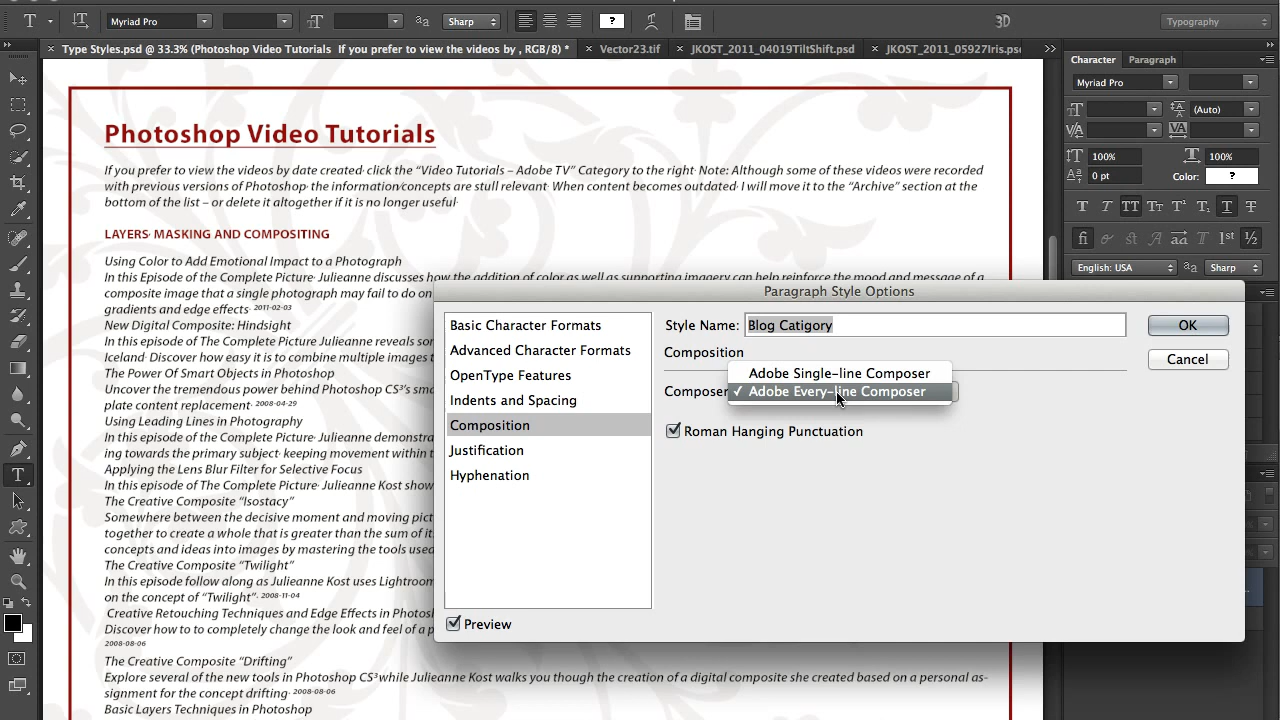 Myriad Pro
Sharp
?
3D
Typography
Type Styles.psd @ 33.3% (Photoshop Video Tutorials  If you prefer to view the videos by , RGB/8) *
Vector23.tif
JKOST_2011_04019TiltShift.psd
JKOST_2011_05927Iris.psd
Character
Paragraph
Myriad Pro
(Auto)
100%
100%
0 pt
Color:
?
English: USA
Sharp
Photoshop Video Tutorials
If you prefer to view the videos by date created· click the “Video Tutorials – Adobe TV” Category to the right· Note: Although some of these videos were recorded
with previous versions of Photoshop· the information/concepts are stull relevant· When content becomes outdated· I will move it to the “Archive” section at the
bottom of the list – or delete it altogether if it is no longer useful·
LAYERS· MASKING AND COMPOSITING
Using Color to Add Emotional Impact to a Photograph
In this Episode of the Complete Picture· Julieanne discusses how the addition of color as well as supporting imagery can help reinforce the mood and message of a
composite image that a single photograph may fail to do on
gradients and edge effects· 2011-02-03
New Digital Composite: Hindsight
In this Episode of the Complete Picture, Julieanne reveals sor
Iceland· Discover how easy it is to combine multiple images t
The Power Of Smart Objects in Photoshop
Uncover the tremendous power behind Photoshop CS³'s sma
plate content replacement· 2008-04-29
Using Leading Lines in Photography
In this Episode of the Complete Picture· Julieanne demonstra
ing towards the primary subject· keeping movement within t
Applying the Lens Blur Filter for Selective Focus
In this Episode of The Complete Picture· Julieanne Kost show
The Creative Composite “Isostacy”
Somewhere between the decisive moment and moving pict
together to create a whole that is greater than the sum of it
concepts and ideas into images by mastering the tools used
The Creative Composite “Twilight”
In this episode follow along as Julieanne Kost uses Lightroom
on the concept of “Twilight”· 2008-11-04
Creative Retouching Techniques and Edge Effects in Photosh
Discover how to to completely change the look and feel of a p
2008-08-06
The Creative Composite “Drifting”
Explore several of the new tools in Photoshop CS³while Julieanne Kost walks you though the creation of a digital composite she created based on a personal as-
signment for the concept drifting· 2008-08-06
Basic Layers Techniques in Photoshop
Paragraph Style Options
Basic Character Formats
Advanced Character Formats
OpenType Features
Indents and Spacing
Composition
Justification
Hyphenation
Style Name: Blog Catigory
Composition
Adobe Single-line Composer
Composer
✓ Adobe Every-line Composer
Roman Hanging Punctuation
OK
Cancel
Preview